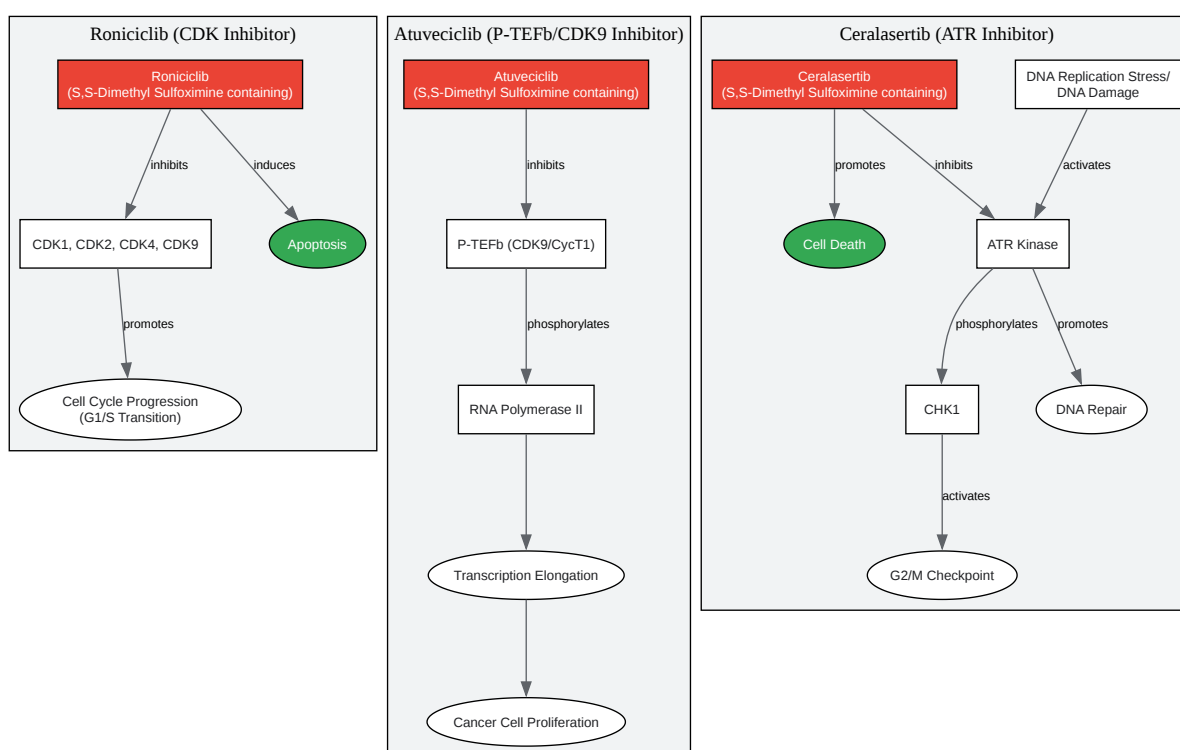 Roniciclib (CDK Inhibitor)
Roniciclib
(S,S-Dimethyl Sulfoximine containing)
inhibits
induces
CDK1, CDK2, CDK4, CDK9
Apoptosis
promotes
Cell Cycle Progression
(G1/S Transition)
Atuveciclib (P-TEFb/CDK9 Inhibitor)
Atuveciclib
(S,S-Dimethyl Sulfoximine containing)
inhibits
P-TEFb (CDK9/CycT1)
phosphorylates
RNA Polymerase II
Transcription Elongation
Cancer Cell Proliferation
Ceralasertib (ATR Inhibitor)
Ceralasertib
(S,S-Dimethyl Sulfoximine containing)
DNA Replication Stress/
DNA Damage
promotes
inhibits
activates
Cell Death
ATR Kinase
phosphorylates
promotes
CHK1
DNA Repair
activates
G2/M Checkpoint